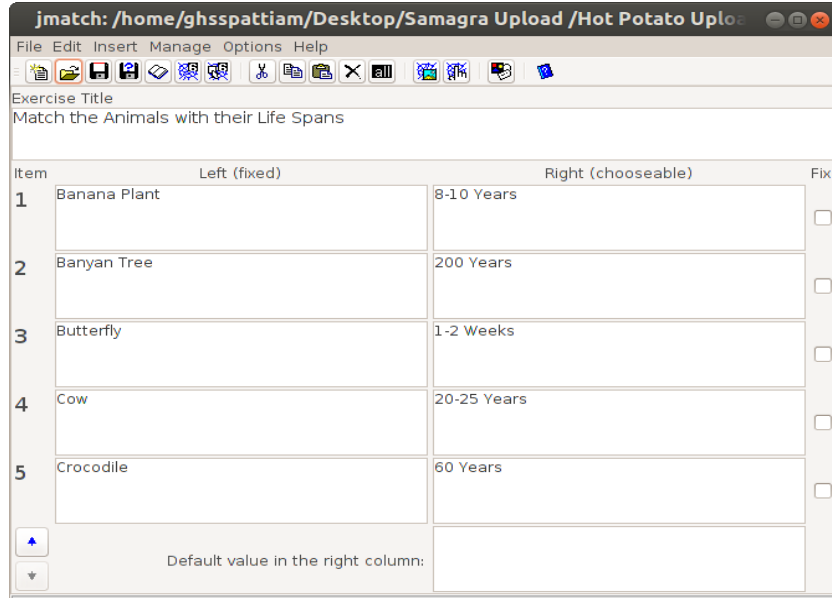 jmatch: /home/ghsspattiam/Desktop/Samagra Upload /Hot Potato
File Edit Insert Manage Options Help
all
Exercise Title
Match the Animals with their Life Spans
Item Left (fixed) Right (chooseable) Fix
1 Banana Plant 8-10 Years
2 Banyan Tree 200 Years
3 Butterfly 1-2 Weeks
4 Cow 20-25 Years
5 Crocodile 60 Years
Default value in the right column: